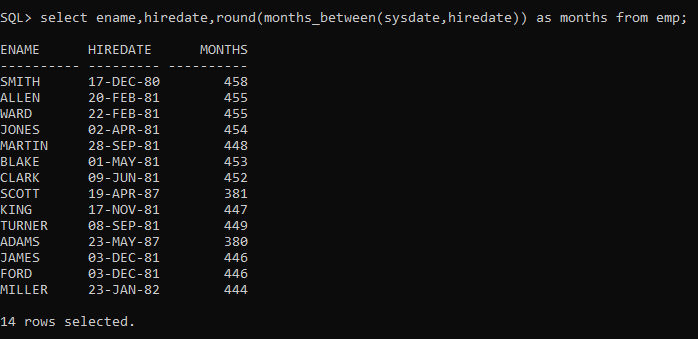 SQL> select ename,hiredate,round(months_between(sysdate,hiredate)) as months from emp;
ENAME      HIREDATE      MONTHS
---------- --------- ----------
SMITH      17-DEC-80        458
ALLEN      20-FEB-81        455
WARD       22-FEB-81        455
JONES      02-APR-81        454
MARTIN     28-SEP-81        448
BLAKE      01-MAY-81        453
CLARK      09-JUN-81        452
SCOTT      19-APR-87        381
KING       17-NOV-81        447
TURNER     08-SEP-81        449
ADAMS      23-MAY-87        380
JAMES      03-DEC-81        446
FORD       03-DEC-81        446
MILLER     23-JAN-82        444
14 rows selected.